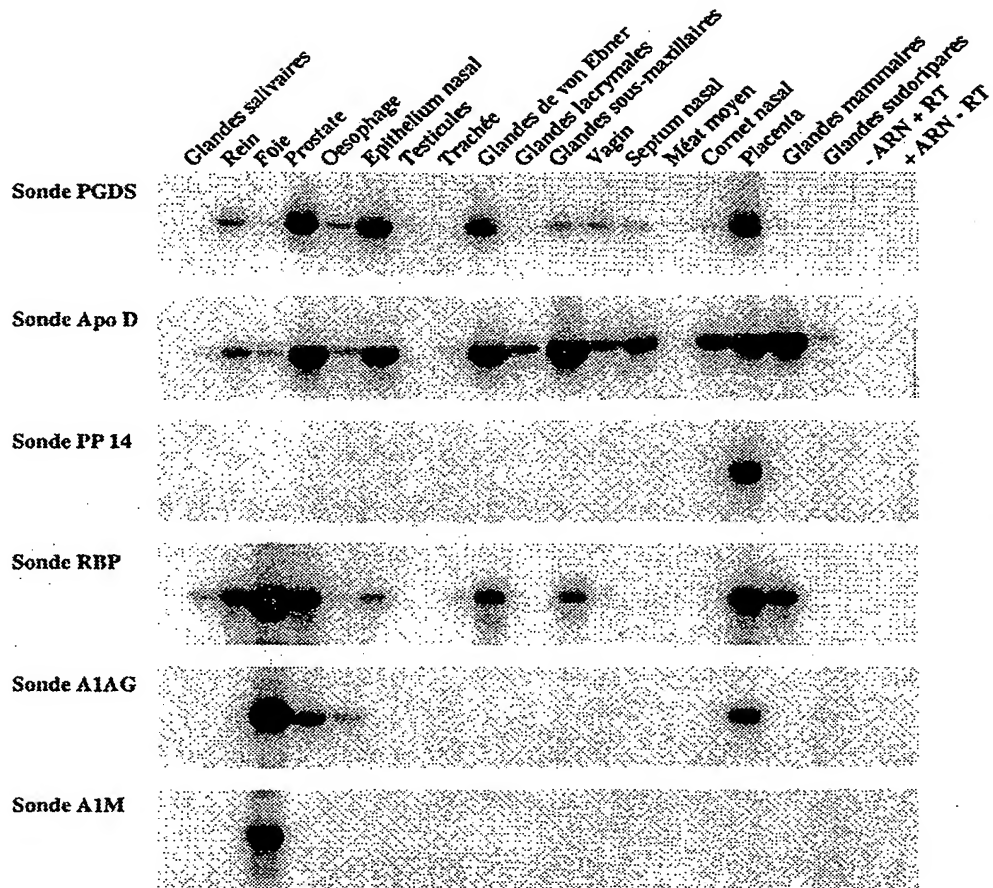 Glandes salivaires
Rein
Foie
Prostate
Oesophage
Epithelium nasal
Testicules
Trachée
Glandes de von Ebner
Glandes lacrymales
Glandes sous-maxillaires
Vagin
Septum nasal
Méat moyen
Cornet nasal
Placenta
Glandes mammaires
Glandes sudoripares
- ARN + RT
+ ARN - RT
Sonde PGDS
Sonde Apo D
Sonde PP 14
Sonde RBP
Sonde A1AG
Sonde A1M